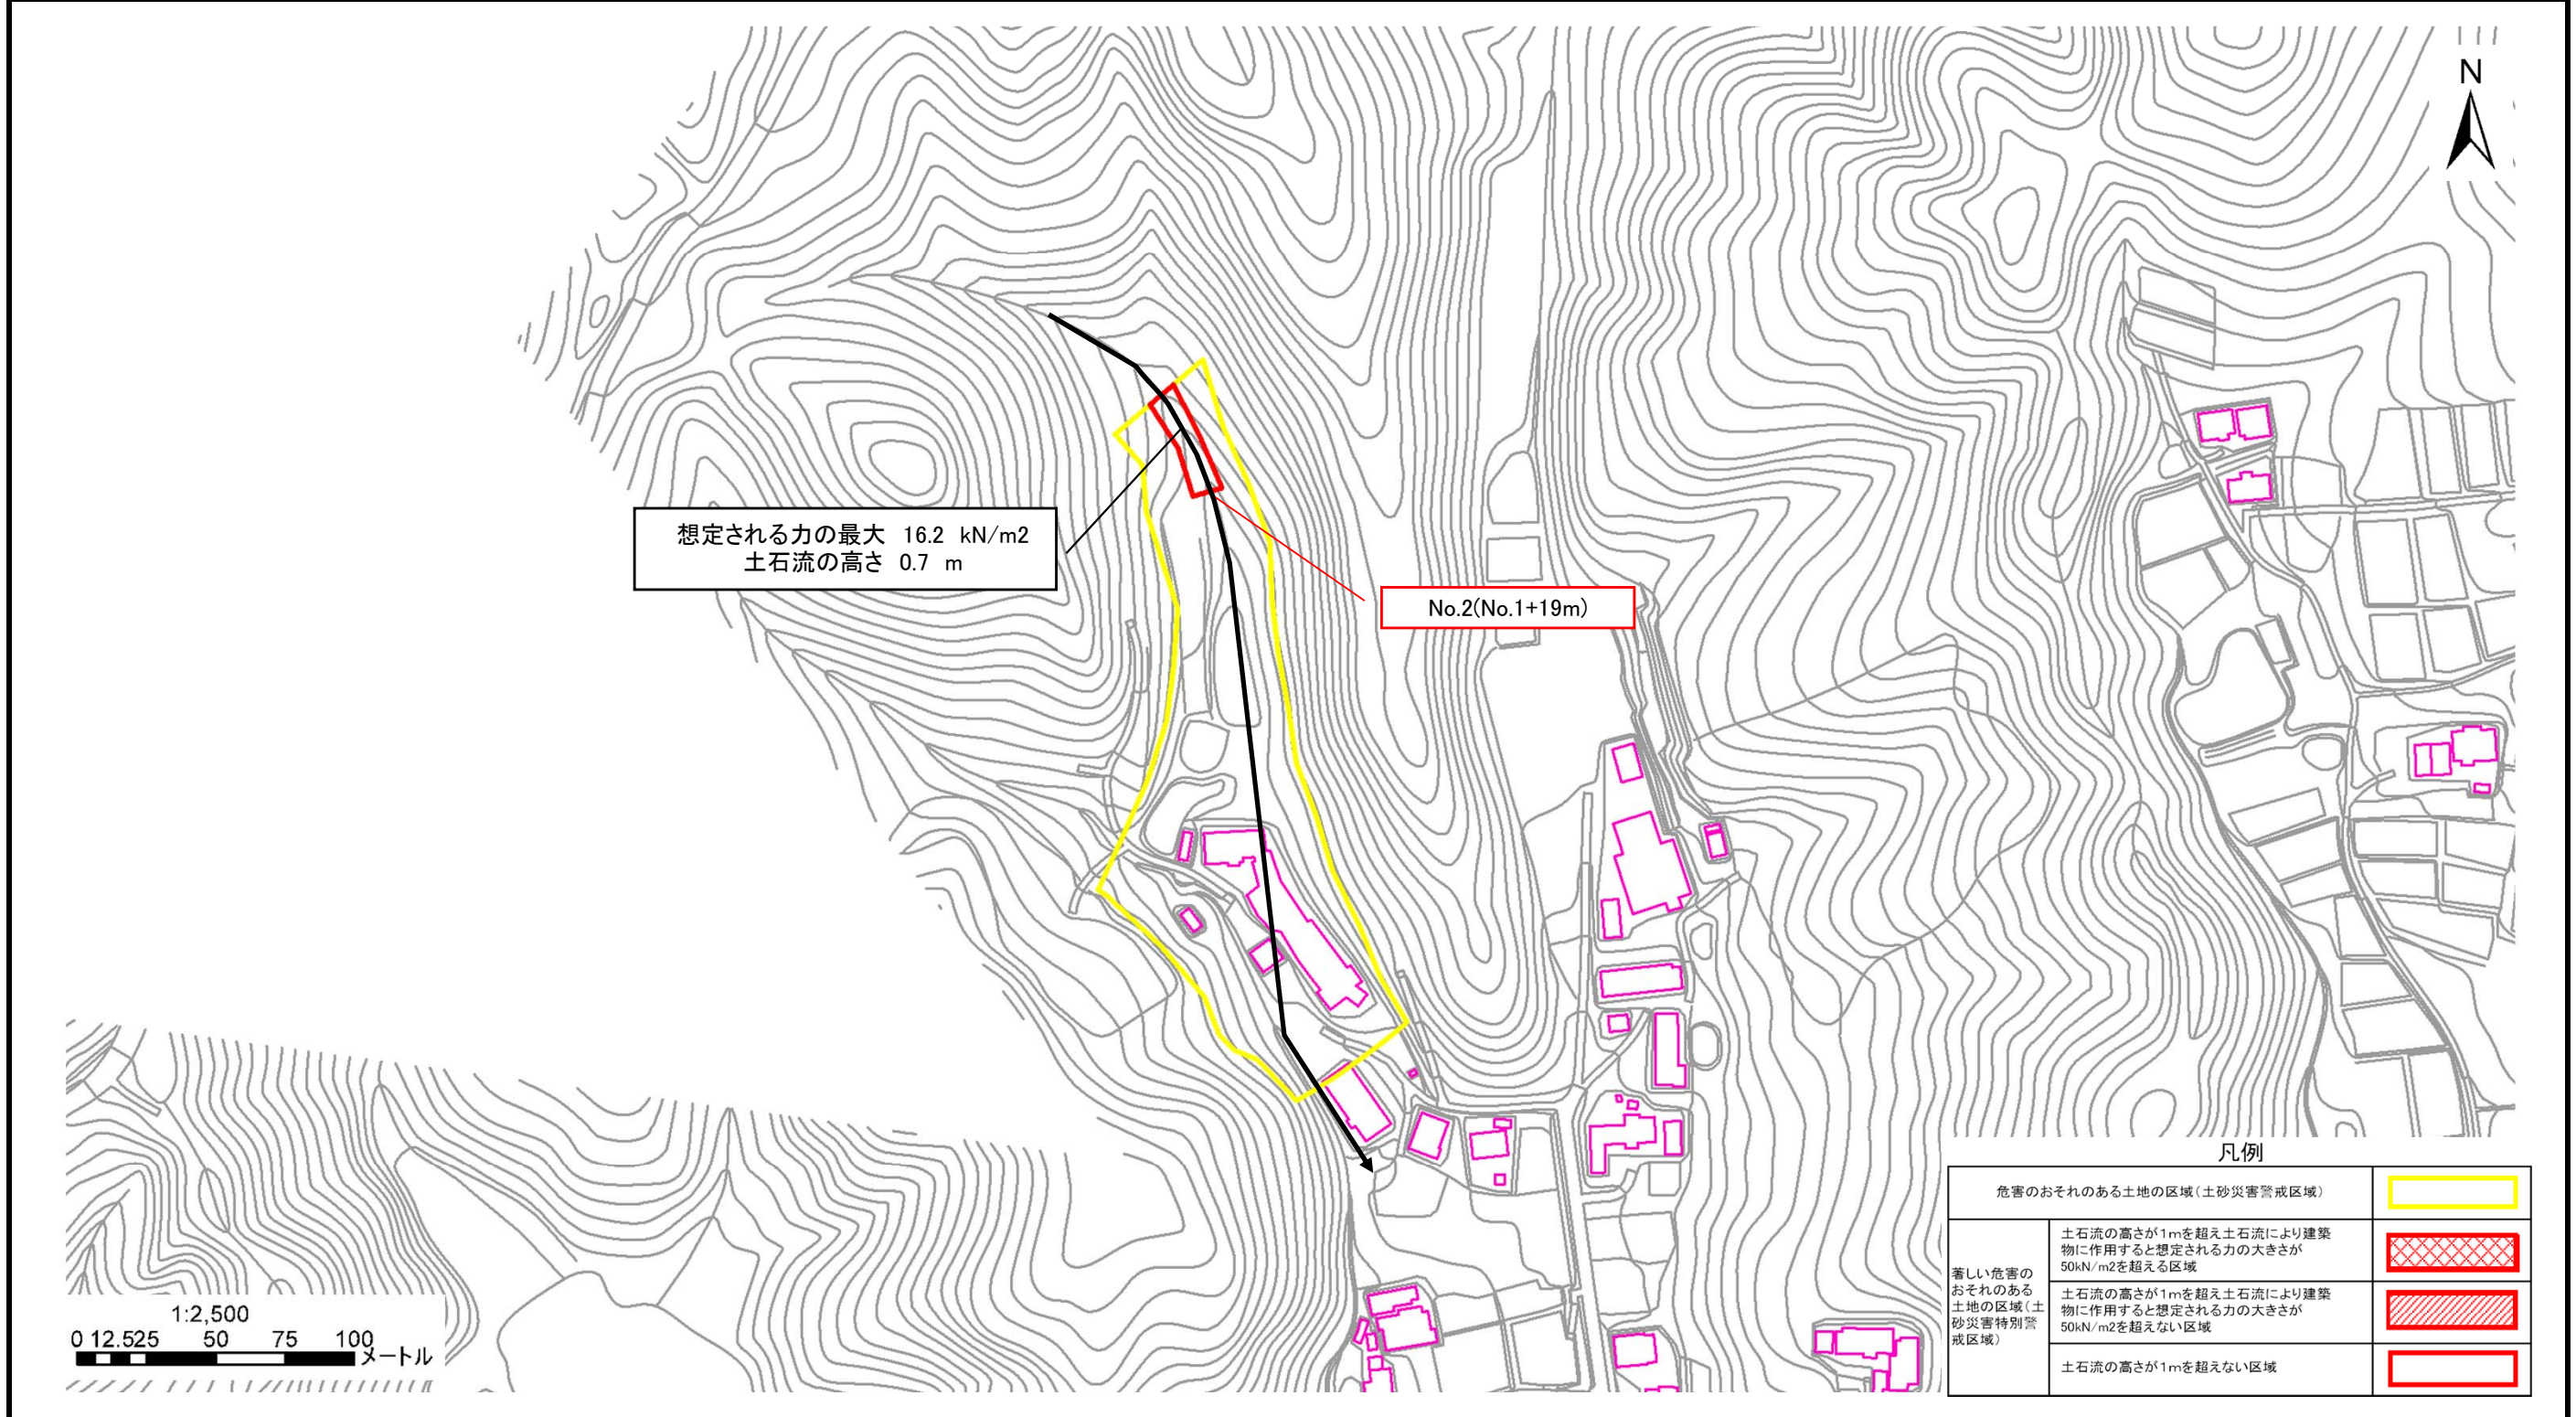 N
想定される力の最大 16.2 kN/m2
土石流の高さ 0.7 m
No.2(No.1+19m)
凡例
危害のおそれのある土地の区域(土砂災害警戒区域)
著しい危害の
おそれのある
土地の区域(土
砂災害特別警
戒区域)
土石流の高さが1mを超え土石流により建築
物に作用すると想定される力の大きさが
50kN/m2を超える区域
土石流の高さが1mを超え土石流により建築
物に作用すると想定される力の大きさが
50kN/m2を超えない区域
土石流の高さが1mを超えない区域
1:2,500
0 12.525 50 75 100
メートル